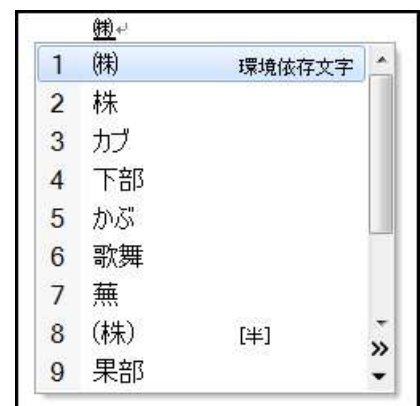 ㈱↵
1 ㈱ 環境依存文字
2 株
3 カブ
4 下部
5 かぶ
6 歌舞
7 蕪
8 (株) [半]
9 果部